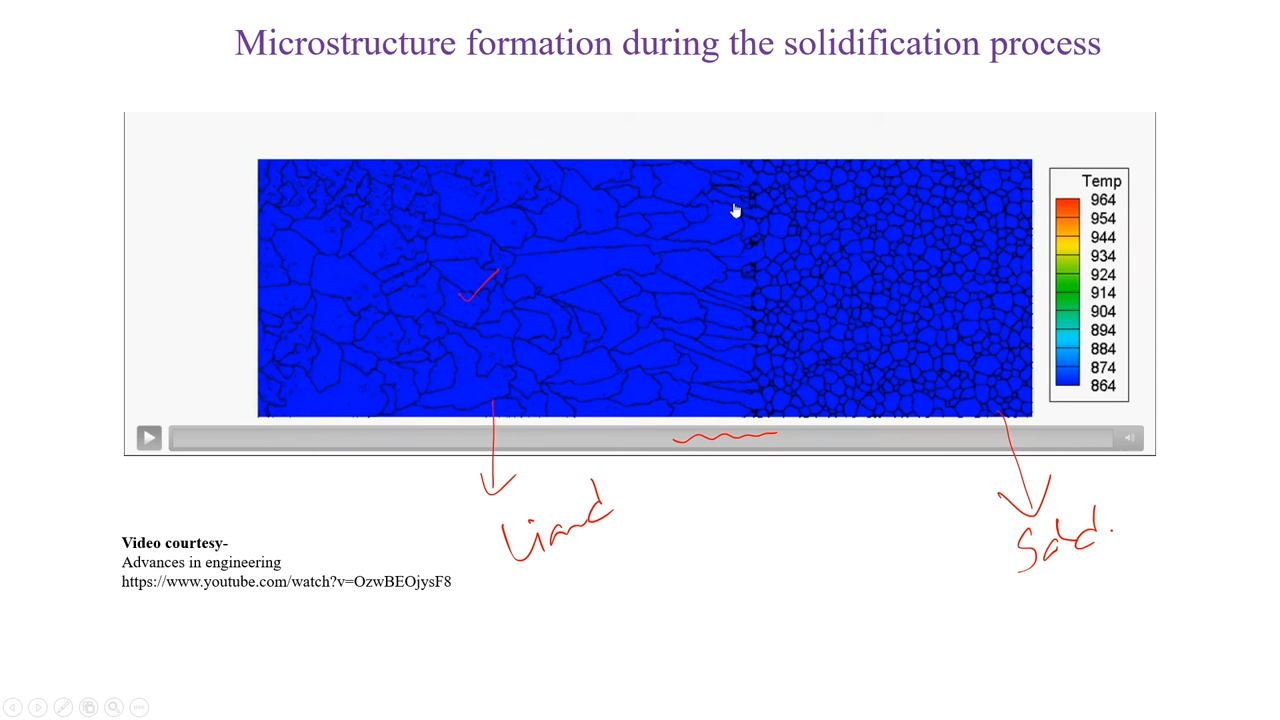 Microstructure formation during the solidification process
Temp
964
954
944
934
924
914
904
894
884
874
864
Solid.
Video courtesy-
Advances in engineering
https://www.youtube.com/watch?v=OzwBEOjysF8